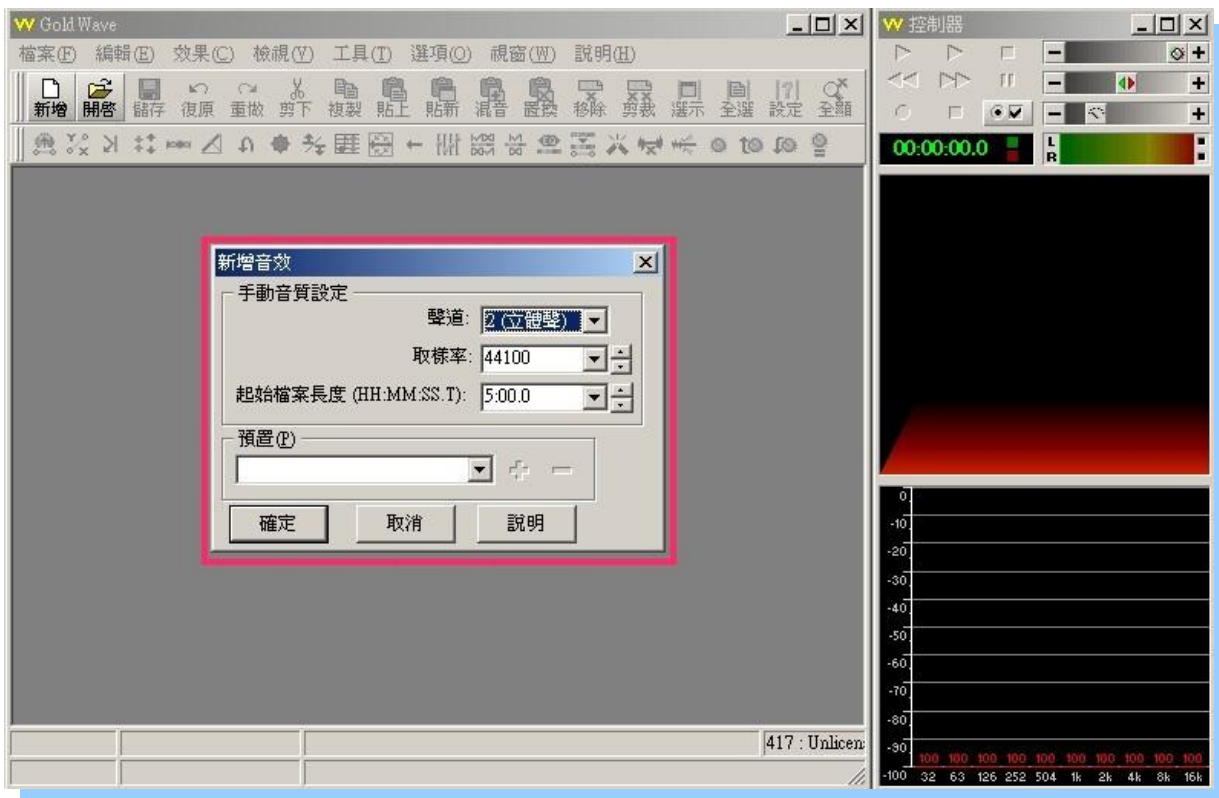 Gold Wave
檔案(F) 編輯(E) 效果(C) 檢視(V) 工具(T) 選項(O) 視窗(W) 說明(H)
新增 開啓 儲存 復原 重做 剪下 複製 貼上 貼新 混音 置換 移除 剪裁 選示 全選 設定 全顯
新增音效
手動音質設定
聲道: 2 (立體聲)
取樣率: 44100
起始檔案長度 (HH:MM:SS.T): 5:00.0
預置(P)
確定 取消 說明
417 : Unlicen
控制器
00:00:00.0
L
R
0
-10
-20
-30
-40
-50
-60
-70
-80
-90
100 100 100 100 100 100 100 100 100 100
-100 32 63 126 252 504 1k 2k 4k 8k 16k